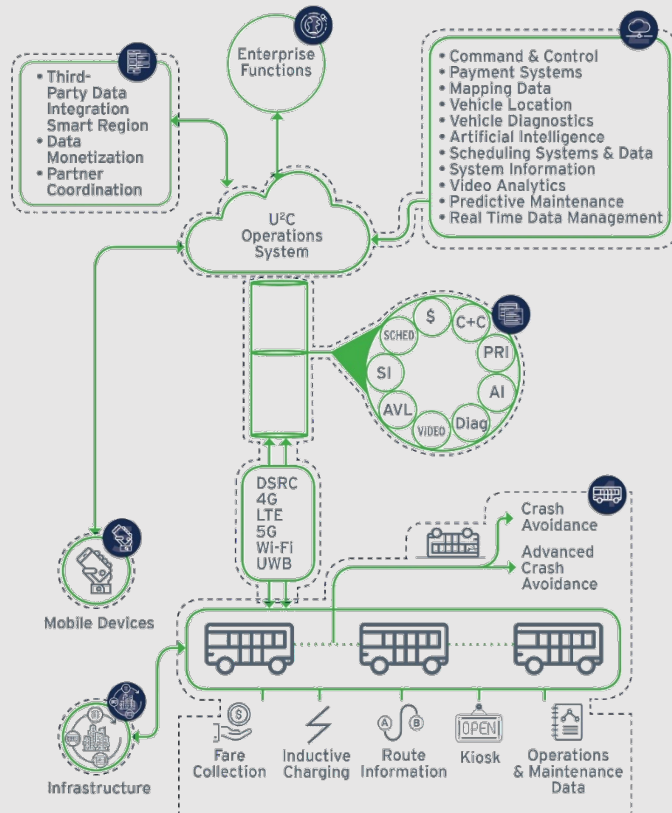 Enterprise
Functions
• Third-
Party Data
Integration
Smart Region
• Data
Monetization
• Partner
Coordination
• Command & Control
• Payment Systems
• Mapping Data
• Vehicle Location
• Vehicle Diagnostics
• Artificial Intelligence
• Scheduling Systems & Data
• System Information
• Video Analytics
• Predictive Maintenance
• Real Time Data Management
U²C
Operations
System
$
C+C
SCHED
PRI
SI
AI
AVL
Diag
ViDEO
DSRC
4G
LTE
5G
Wi-Fi
UWB
Crash
Avoidance
Advanced
Crash
Avoidance
Mobile Devices
Infrastructure
$
A
B
OPEN
Fare
Collection
Inductive
Charging
Route
Information
Kiosk
Operations
& Maintenance
Data